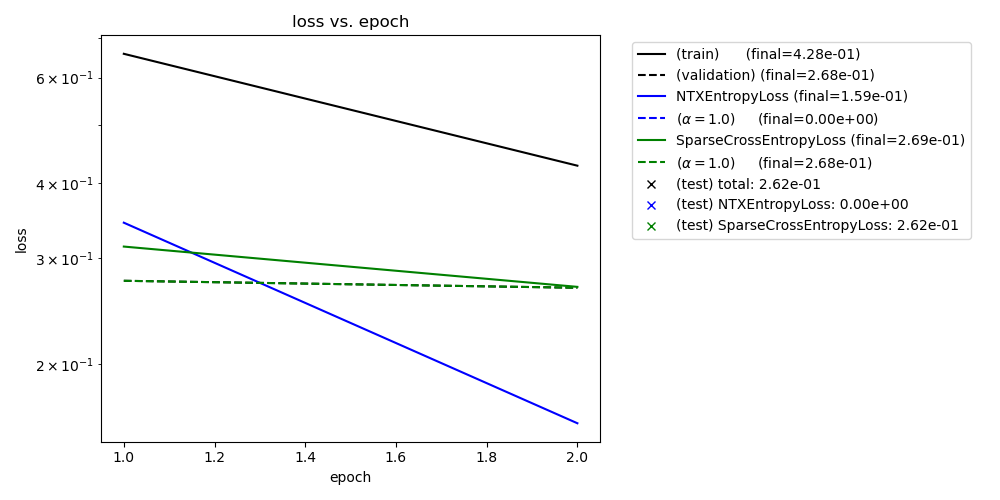 loss vs. epoch
(train) (final=4.28e-01)
(validation) (final=2.68e-01)
NTXEntropyLoss (final=1.59e-01)
(α = 1.0) (final=0.00e+00)
SparseCrossEntropyLoss (final=2.69e-01)
(α = 1.0) (final=2.68e-01)
(test) total: 2.62e-01
(test) NTXEntropyLoss: 0.00e+00
(test) SparseCrossEntropyLoss: 2.62e-01
6 × 10⁻¹
4 × 10⁻¹
3 × 10⁻¹
2 × 10⁻¹
loss
1.0 1.2 1.4 1.6 1.8 2.0
epoch